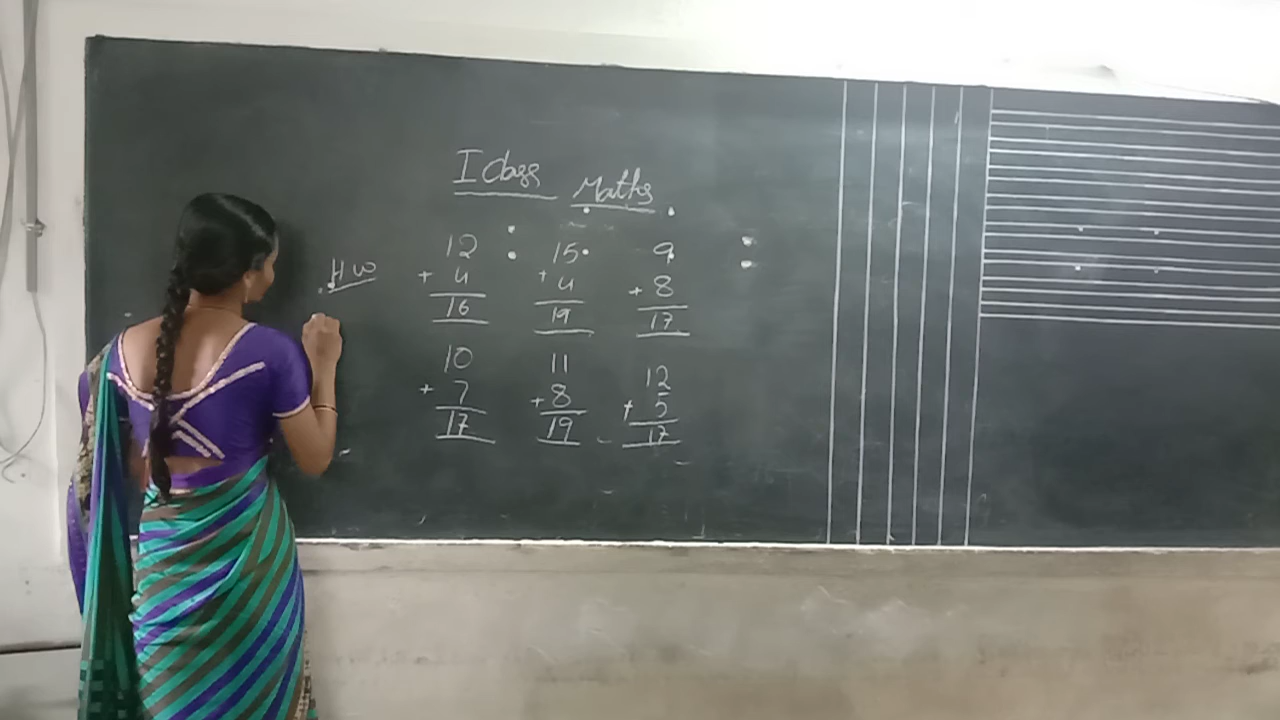 I Class Maths
HW
12 15 9
+ 4 + 4 + 8
16 19 17
10 11 12
+ 7 + 8 + 5
17 19 17